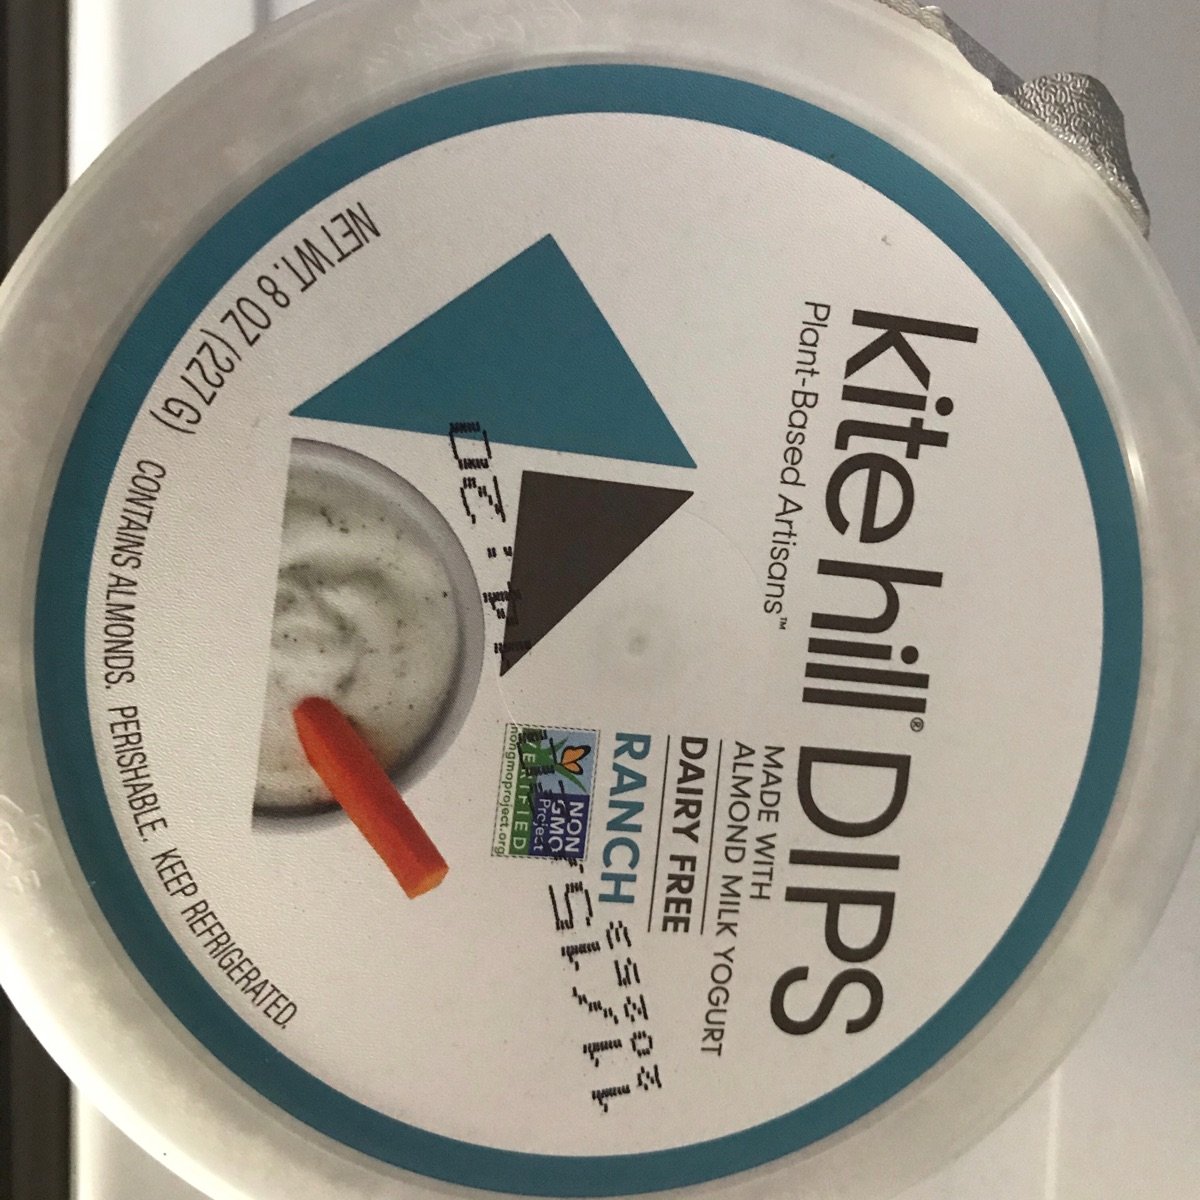 kite hill® DIPS
Plant-Based Artisans™
MADE WITH
ALMOND MILK YOGURT
DAIRY FREE
RANCH
NON
GMO
Project
VERIFIED
nongmoproject.org
NET WT. 8 OZ (227 G)
CONTAINS ALMONDS. PERISHABLE. KEEP REFRIGERATED.